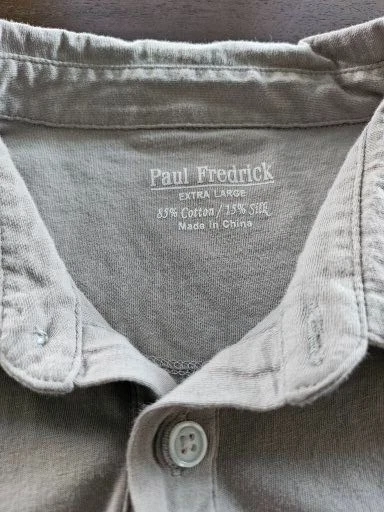 Paul Fredrick
EXTRA LARGE
85% Cotton / 15% Silk
Made in China